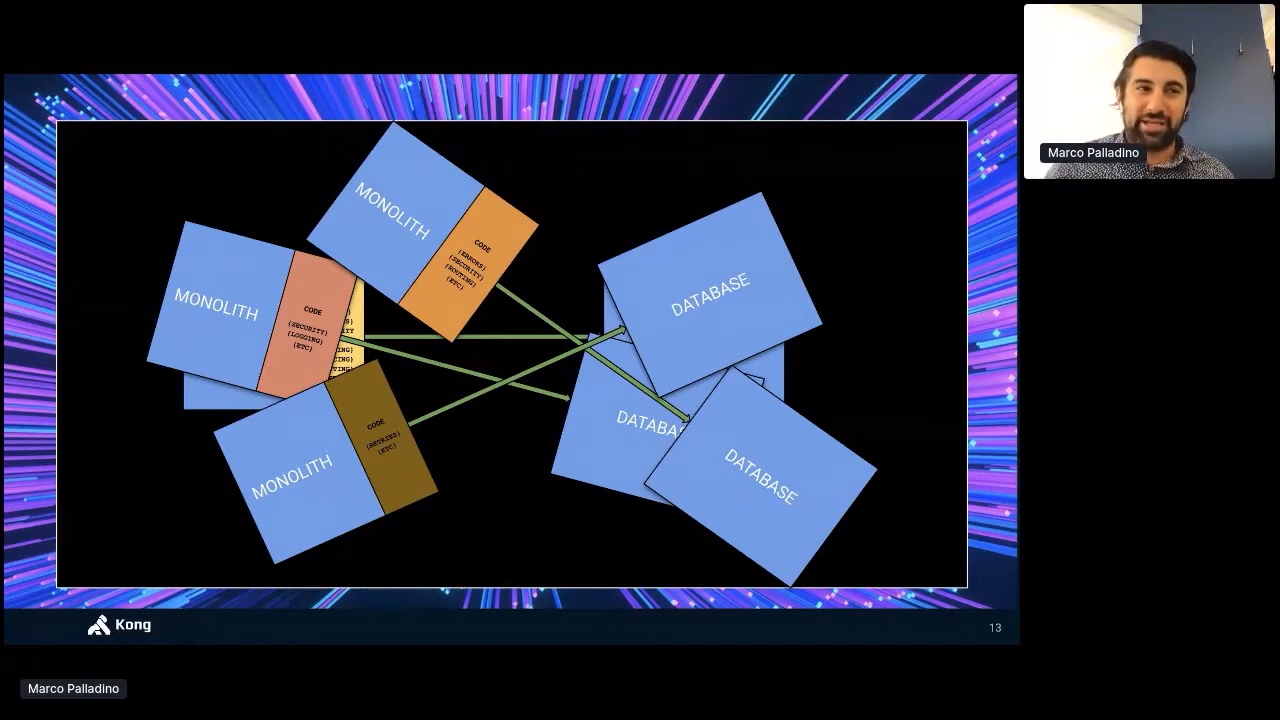 Marco Palladino
MONOLITH
CODE
(ERRORS)
(SECURITY)
(ROUTING)
(ETC)
MONOLITH
CODE
(SECURITY)
(LOGGING)
(ETC)
MONOLITH
CODE
(RETRIES)
(ETC)
DATABASE
DATABAS
DATABASE
Kong
13
Marco Palladino